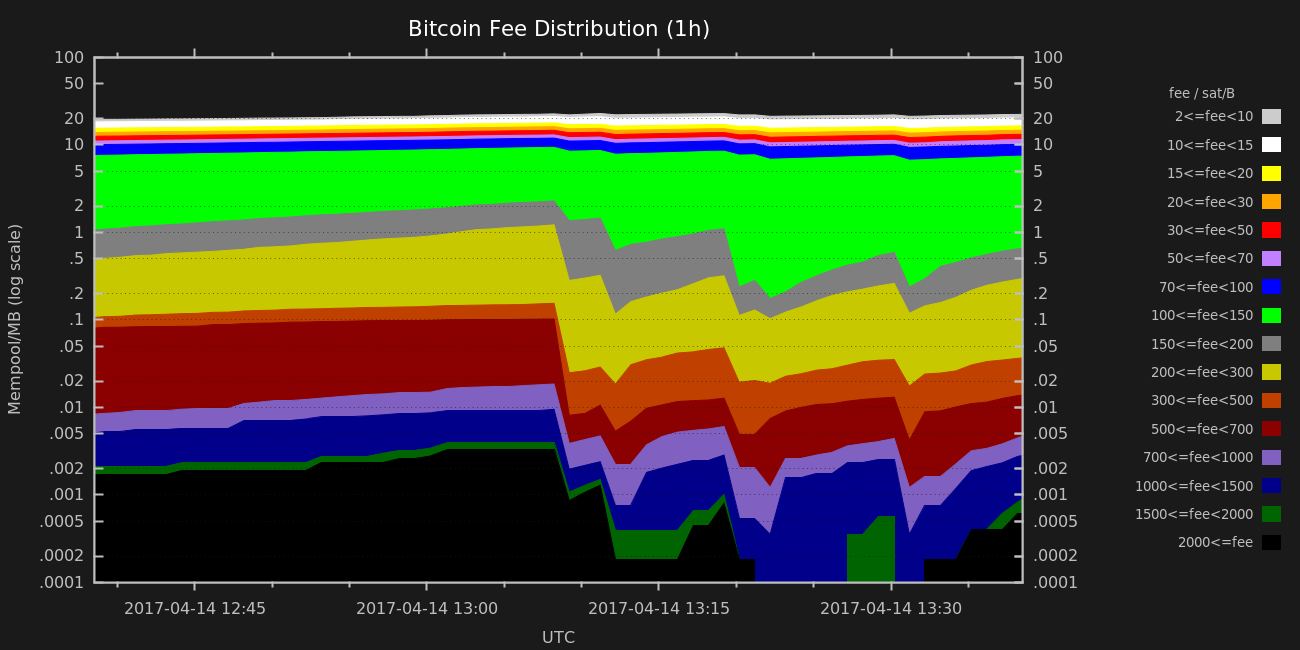 Bitcoin Fee Distribution (1h)
100
50
20
10
5
2
1
.5
.2
.1
.05
.02
.01
.005
.002
.001
.0005
.0002
.0001
Mempool/MB (log scale)
100
50
20
10
5
2
1
.5
.2
.1
.05
.02
.01
.005
.002
.001
.0005
.0002
.0001
2017-04-14 12:45
2017-04-14 13:00
2017-04-14 13:15
2017-04-14 13:30
UTC
fee / sat/B
2<=fee<10
10<=fee<15
15<=fee<20
20<=fee<30
30<=fee<50
50<=fee<70
70<=fee<100
100<=fee<150
150<=fee<200
200<=fee<300
300<=fee<500
500<=fee<700
700<=fee<1000
1000<=fee<1500
1500<=fee<2000
2000<=fee